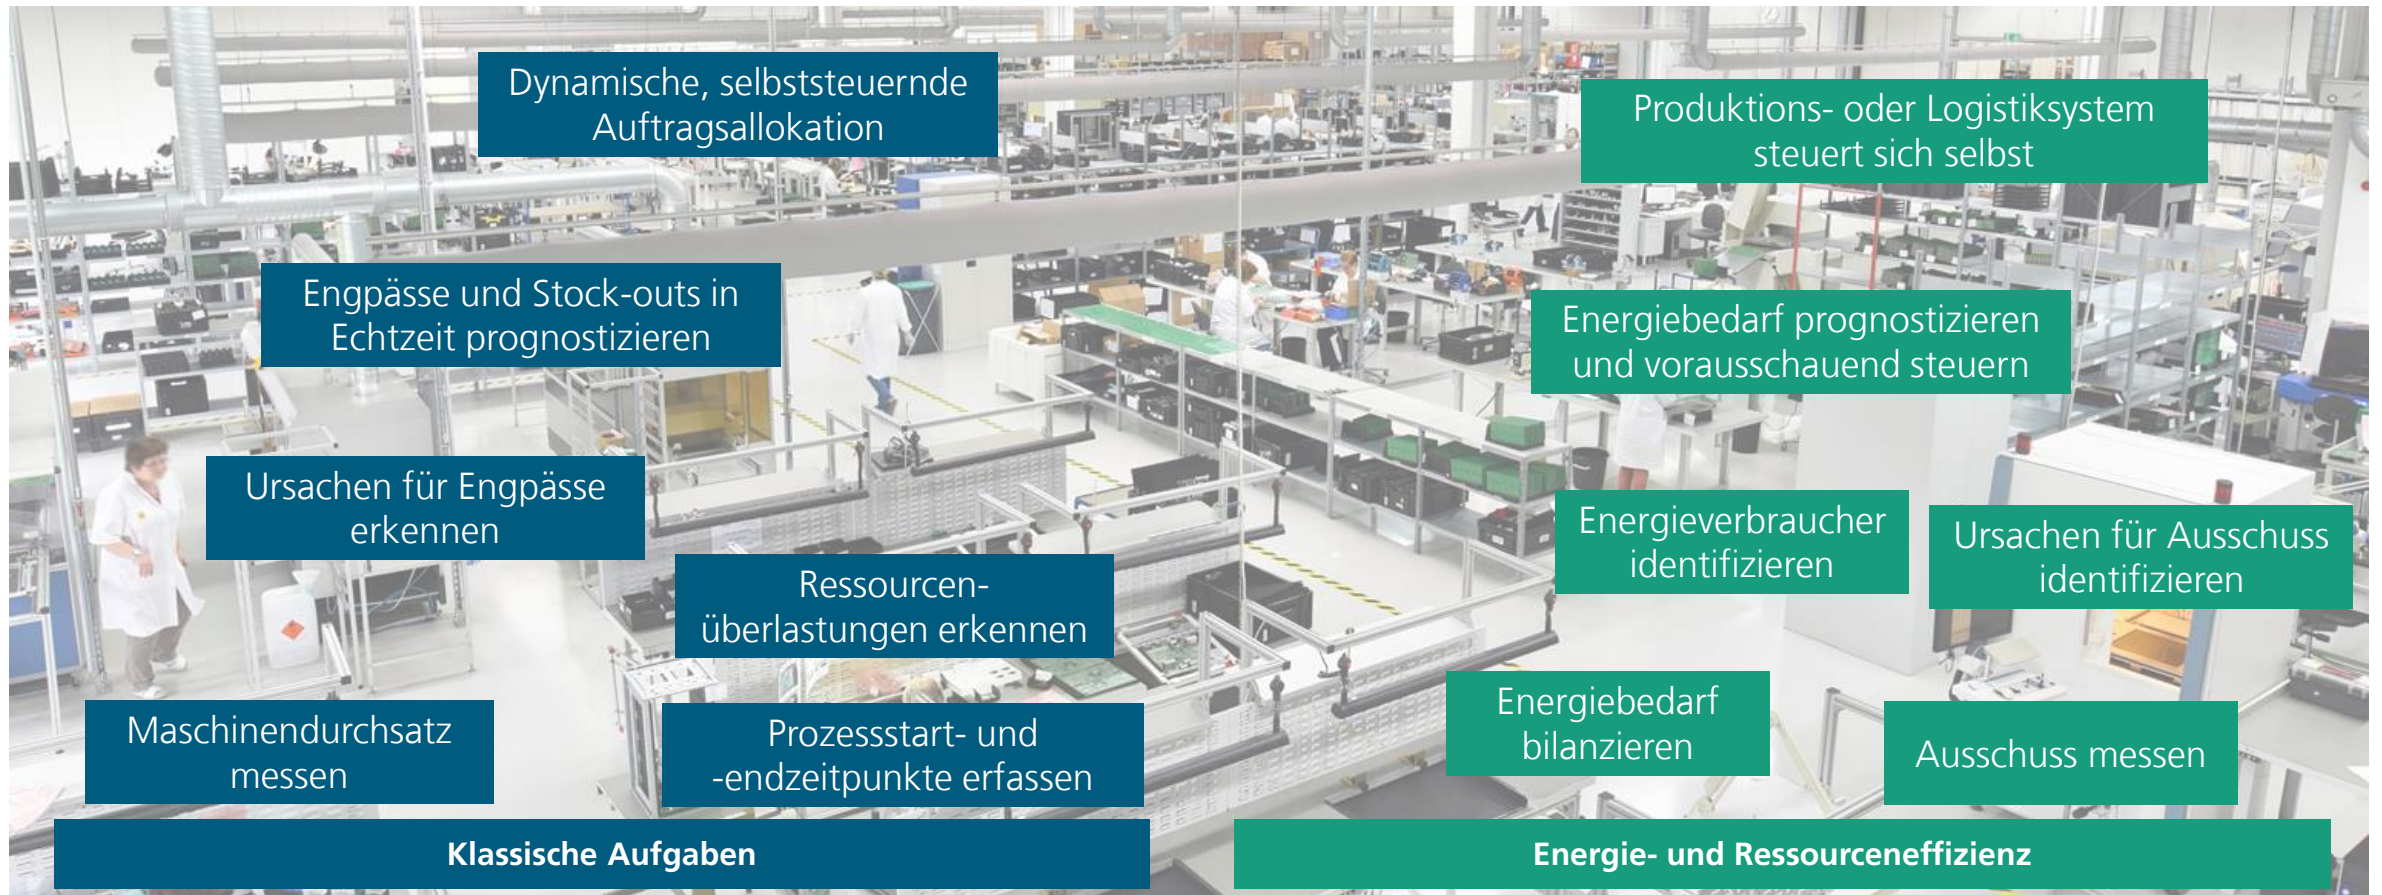 Dynamische, selbststeuernde
Auftragsallokation
Produktions- oder Logistiksystem
steuert sich selbst
Engpässe und Stock-outs in
Echtzeit prognostizieren
Energiebedarf prognostizieren
und vorausschauend steuern
Ursachen für Engpässe
erkennen
Ressourcen-
überlastungen erkennen
Energieverbraucher
identifizieren
Ursachen für Ausschuss
identifizieren
Maschinendurchsatz
messen
Prozessstart- und
-endzeitpunkte erfassen
Energiebedarf
bilanzieren
Ausschuss messen
Klassische Aufgaben
Energie- und Ressourceneffizienz